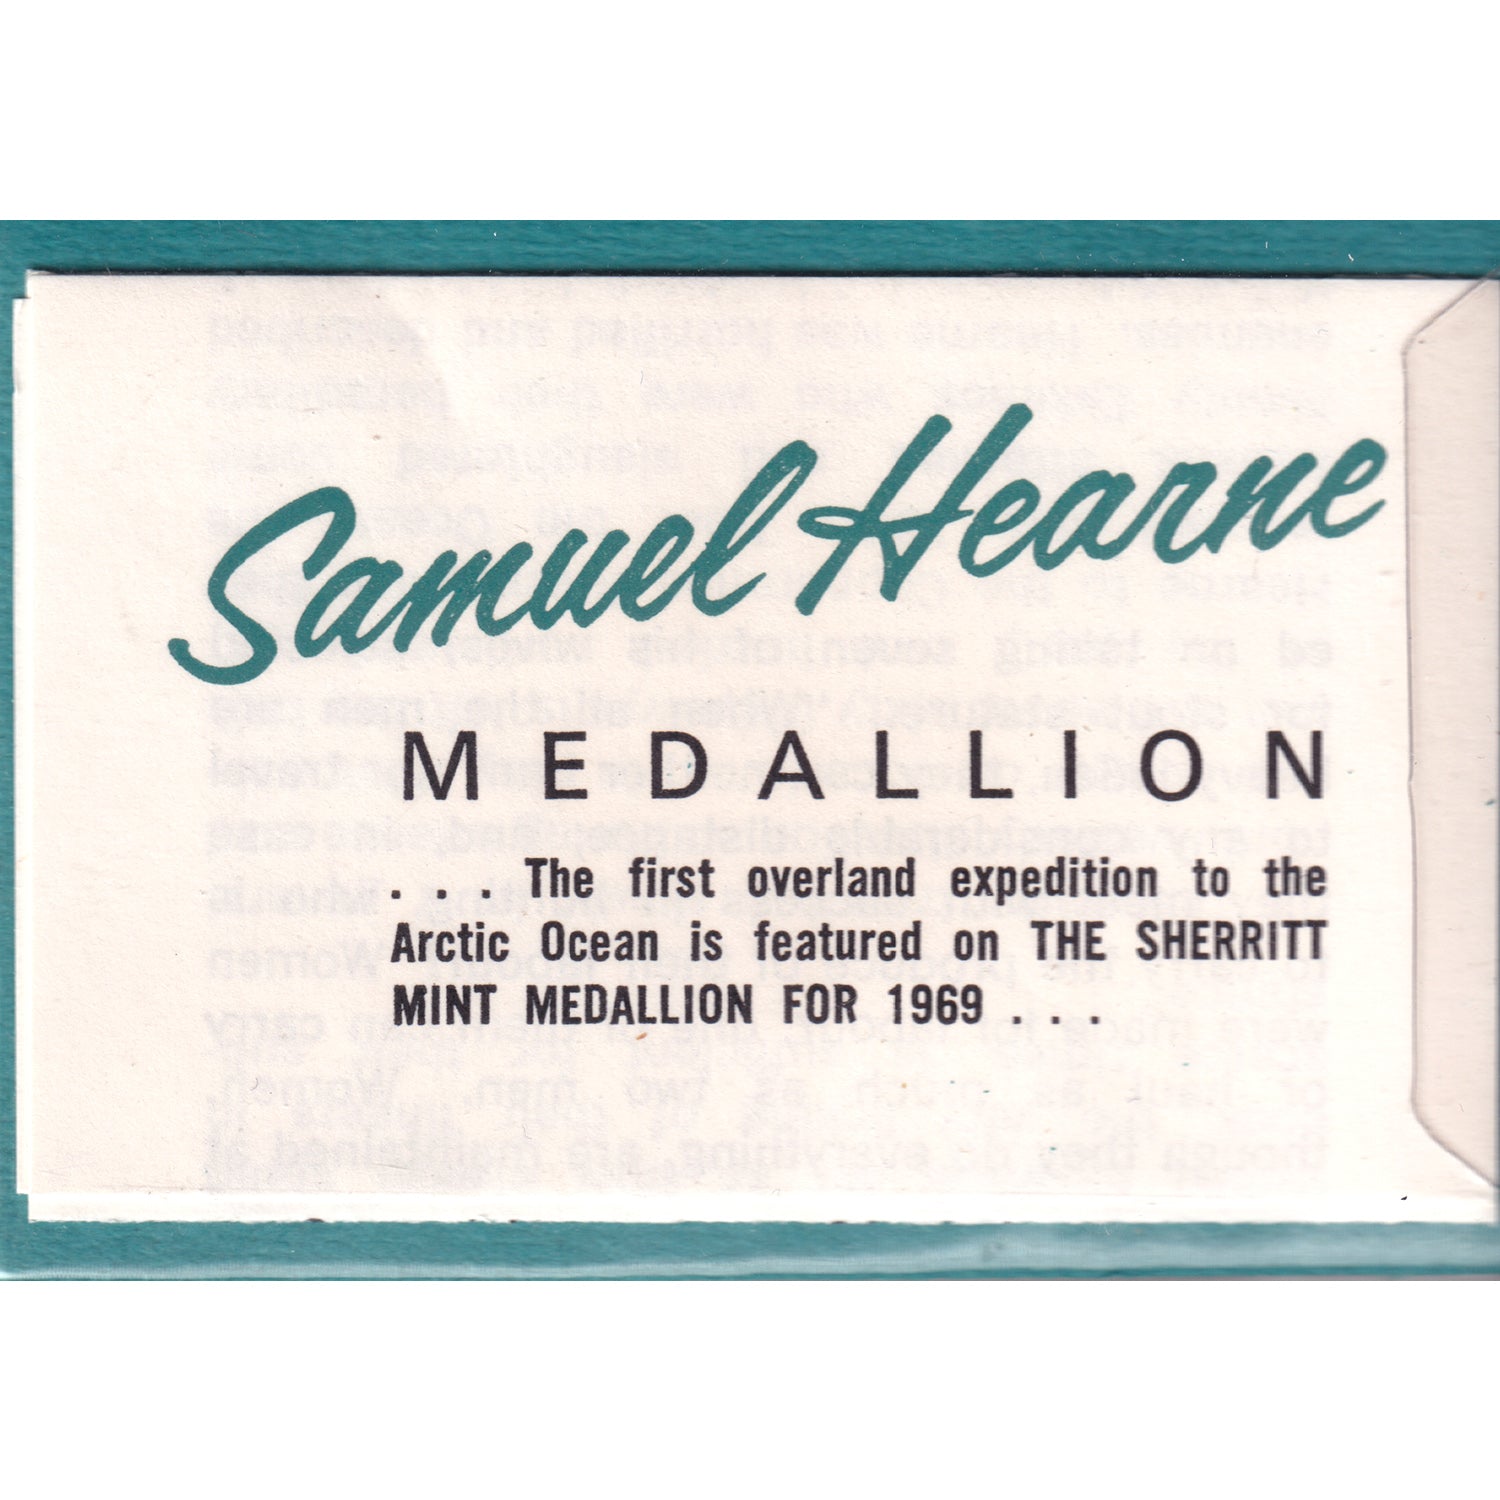 Samuel Hearne
MEDALLION
. . . The first overland expedition to the
Arctic Ocean is featured on THE SHERRITT
MINT MEDALLION FOR 1969 . . .